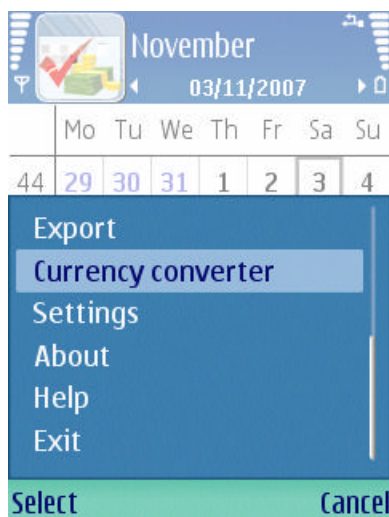 November
03/11/2007
Mo Tu We Th Fr Sa Su
44 29 30 31 1 2 3 4
Export
Currency converter
Settings
About
Help
Exit
Select Cancel